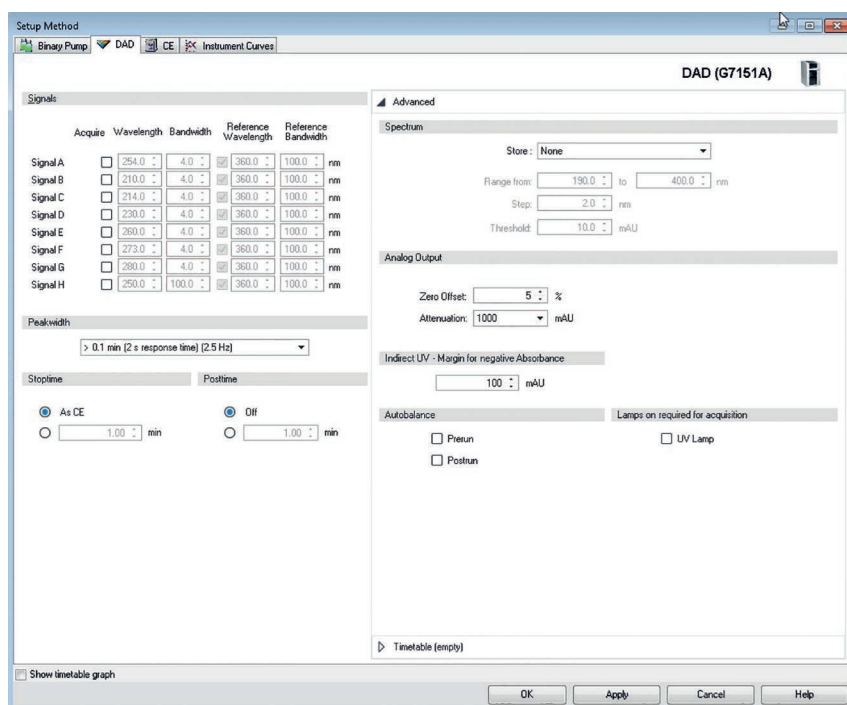 Setup Method
Binary Pump DAD CE Instrument Curves
DAD (G7151A)
Signals
Acquire Wavelength Bandwidth Reference Wavelength Reference Bandwidth
Signal A 254.0 4.0 360.0 100.0 nm
Signal B 210.0 4.0 360.0 100.0 nm
Signal C 214.0 4.0 360.0 100.0 nm
Signal D 230.0 4.0 360.0 100.0 nm
Signal E 260.0 4.0 360.0 100.0 nm
Signal F 273.0 4.0 360.0 100.0 nm
Signal G 280.0 4.0 360.0 100.0 nm
Signal H 250.0 100.0 360.0 100.0 nm
Peakwidth
> 0.1 min (2 s response time) (2.5 Hz)
Stoptime Posttime
As CE Off
1.00 min 1.00 min
Advanced
Spectrum
Store: None
Range from: 190.0 to 400.0 nm
Step: 2.0 nm
Threshold: 10.0 mAU
Analog Output
Zero Offset: 5 %
Attenuation: 1000 mAU
Indirect UV - Margin for negative Absorbance
100 mAU
Autobalance Lamps on required for acquisition
Prerun UV Lamp
Postrun
Timetable (empty)
Show timetable graph
OK Apply Cancel Help